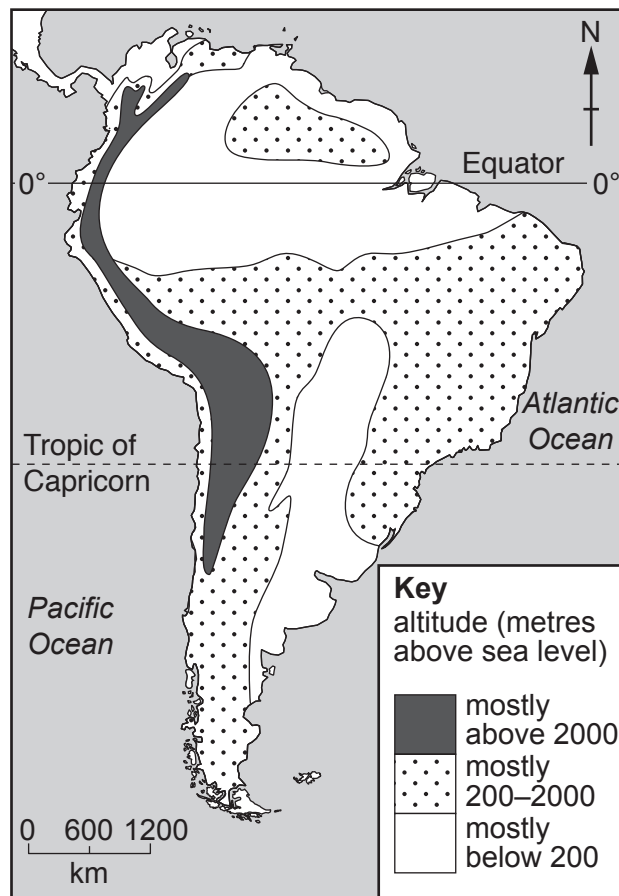 N
Equator
0°
0°
Atlantic
Ocean
Tropic of
Capricorn
Pacific
Ocean
Key
altitude (metres
above sea level)
mostly
above 2000
mostly
200–2000
mostly
below 200
0 600 1200
km